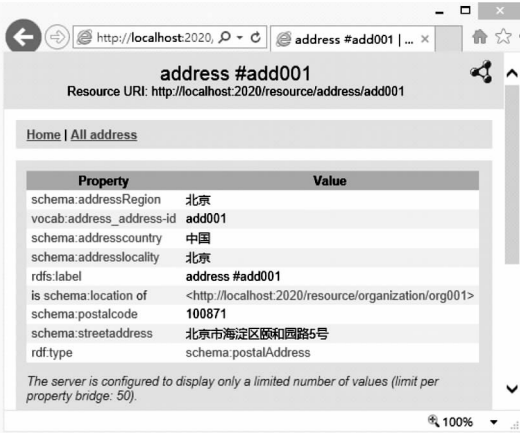 http://localhost:2020,
address #add001 | ...
address #add001
Resource URI: http://localhost:2020/resource/address/add001
Home | All address
Property Value
schema:addressRegion 北京
vocab:address_address-id add001
schema:addresscountry 中国
schema:addresslocality 北京
rdfs:label address #add001
is schema:location of <http://localhost:2020/resource/organization/org001>
schema:postalcode 100871
schema:streetaddress 北京市海淀区颐和园路5号
rdf:type schema:postalAddress
The server is configured to display only a limited number of values (limit per
property bridge: 50).
100%